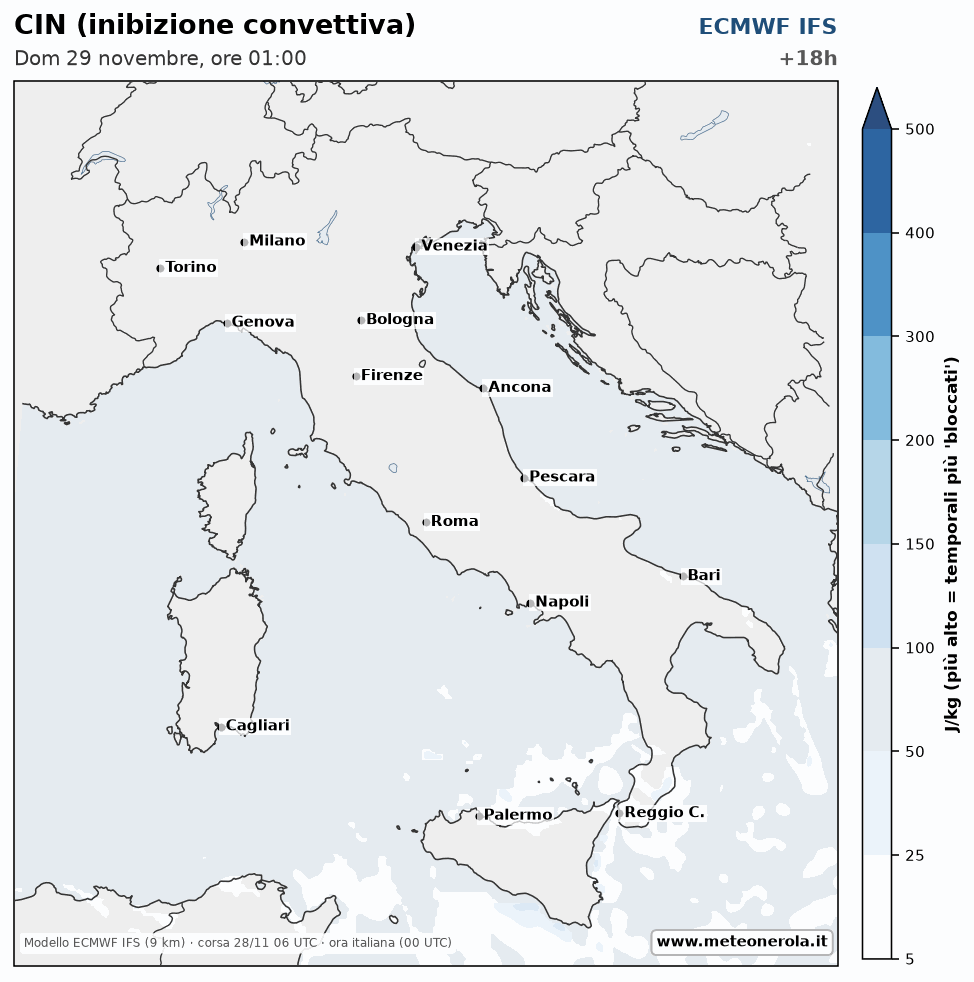 CIN (inibizione convettiva)
ECMWF IFS
Dom 29 novembre, ore 01:00
+18h
Milano
Venezia
Torino
Genova
Bologna
Firenze
Ancona
Pescara
Roma
Bari
Napoli
Cagliari
Palermo
Reggio C.
500
400
300
200
150
100
50
25
5
J/kg (più alto = temporali più 'bloccati')
Modello ECMWF IFS (9 km) · corsa 28/11 06 UTC · ora italiana (00 UTC)
www.meteonerola.it